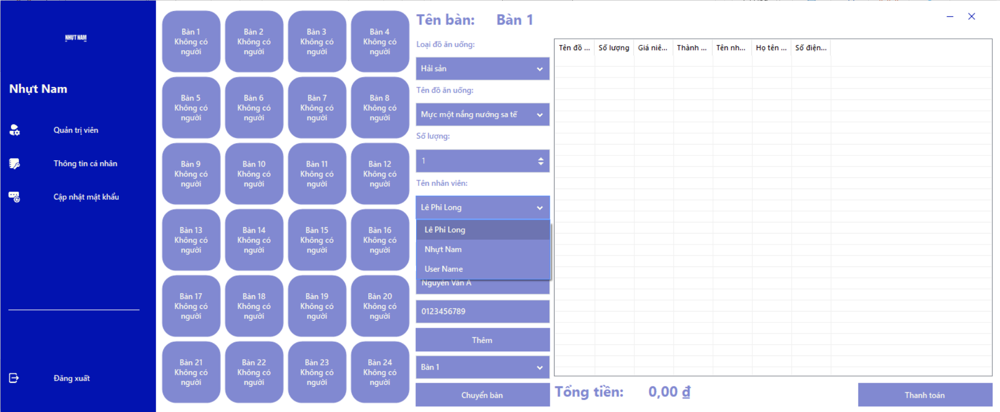 NHỰT NAM
Nhựt Nam
Quản trị viên
Thông tin cá nhân
Cập nhật mật khẩu
Đăng xuất
Bàn 1
Không có
người
Bàn 2
Không có
người
Bàn 3
Không có
người
Bàn 4
Không có
người
Bàn 5
Không có
người
Bàn 6
Không có
người
Bàn 7
Không có
người
Bàn 8
Không có
người
Bàn 9
Không có
người
Bàn 10
Không có
người
Bàn 11
Không có
người
Bàn 12
Không có
người
Bàn 13
Không có
người
Bàn 14
Không có
người
Bàn 15
Không có
người
Bàn 16
Không có
người
Bàn 17
Không có
người
Bàn 18
Không có
người
Bàn 19
Không có
người
Bàn 20
Không có
người
Bàn 21
Không có
người
Bàn 22
Không có
người
Bàn 23
Không có
người
Bàn 24
Không có
người
Tên bàn: Bàn 1
Loại đồ ăn uống:
Hải sản
Tên đồ ăn uống:
Mực một nắng nướng sa tế
Số lượng:
1
Tên nhân viên:
Lê Phi Long
Lê Phi Long
Nhựt Nam
User Name
Nguyễn Văn A
0123456789
Thêm
Bàn 1
Chuyển bàn
Tên đồ ... Số lượng Giá niê... Thành ... Tên nh... Họ tên ... Số điện...
Tổng tiền: 0,00 ₫
Thanh toán